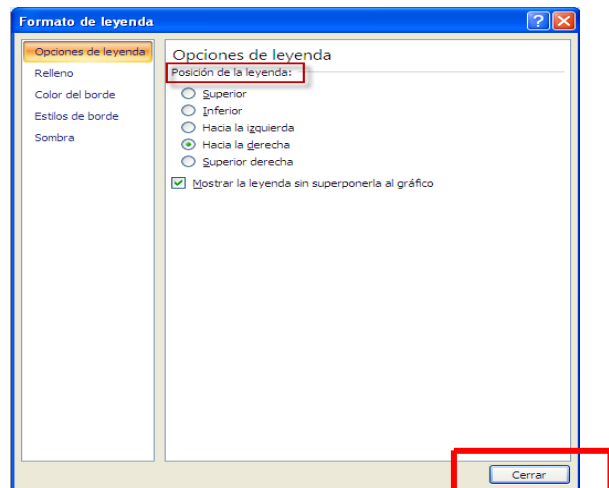 Formato de leyenda
Opciones de leyenda
Relleno
Color del borde
Estilos de borde
Sombra
Opciones de leyenda
Posición de la leyenda:
Superior
Inferior
Hacia la izquierda
Hacia la derecha
Superior derecha
Mostrar la leyenda sin superponerla al gráfico
Cerrar